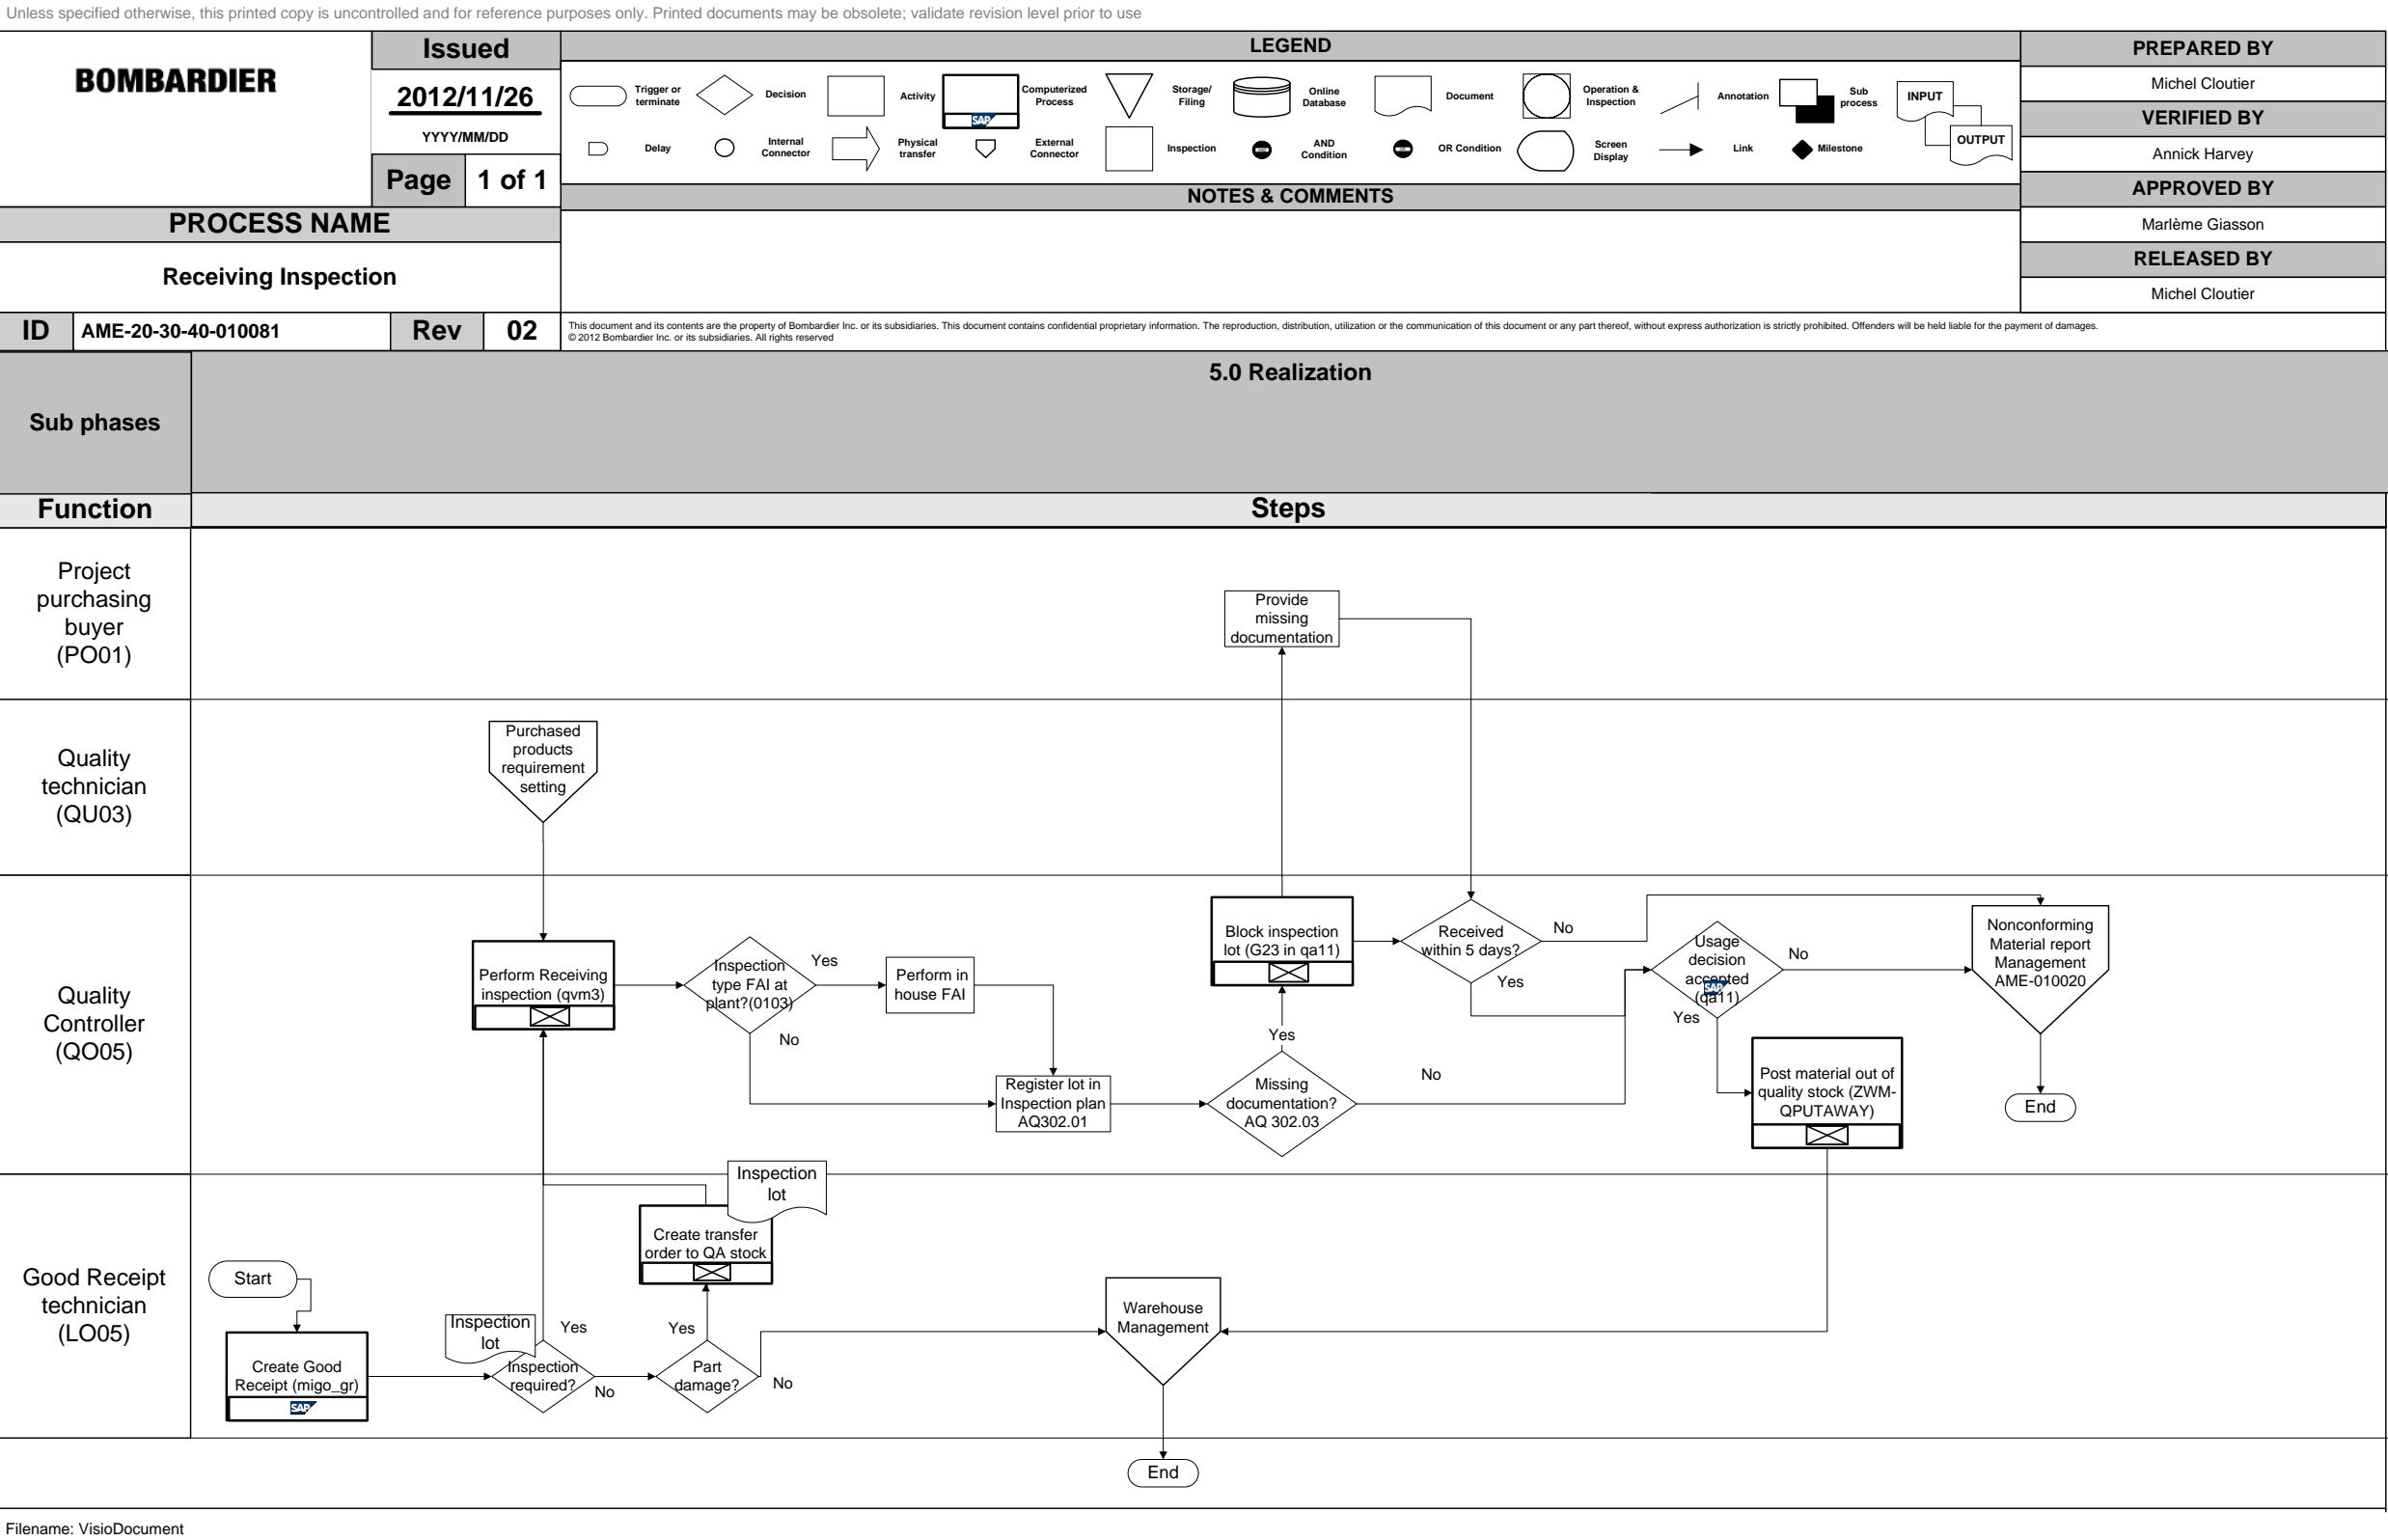 Unless specified otherwise, this printed copy is uncontrolled and for reference purposes only. Printed documents may be obsolete; validate revision level prior to use
BOMBARDIER
Issued
2012/11/26
YYYY/MM/DD
Page
1 of 1
PROCESS NAME
Receiving Inspection
ID
AME-20-30-40-010081
Rev
02
LEGEND
Trigger or
terminate
Decision
Activity
Computerized
Process
SAP
Storage/
Filing
Online
Database
Document
Operation &
Inspection
Annotation
Sub
process
INPUT
OUTPUT
Delay
Internal
Connector
Physical
transfer
External
Connector
Inspection
AND
Condition
OR Condition
Screen
Display
Link
Milestone
NOTES & COMMENTS
PREPARED BY
Michel Cloutier
VERIFIED BY
Annick Harvey
APPROVED BY
Marlème Giasson
RELEASED BY
Michel Cloutier
This document and its contents are the property of Bombardier Inc. or its subsidiaries. This document contains confidential proprietary information. The reproduction, distribution, utilization or the communication of this document or any part thereof, without express authorization is strictly prohibited. Offenders will be held liable for the payment of damages.
© 2012 Bombardier Inc. or its subsidiaries. All rights reserved
Sub phases
5.0 Realization
Function
Steps
Project
purchasing
buyer
(PO01)
Provide
missing
documentation
Quality
technician
(QU03)
Purchased
products
requirement
setting
Quality
Controller
(QO05)
Perform Receiving
inspection (qvm3)
Inspection
type FAI at
plant?(0103)
Yes
No
Perform in
house FAI
Register lot in
Inspection plan
AQ302.01
Missing
documentation?
AQ 302.03
Yes
No
Block inspection
lot (G23 in qa11)
Received
within 5 days?
No
Yes
Usage
decision
accepted
SAP
(qa11)
No
Yes
Post material out of
quality stock (ZWM-
QPUTAWAY)
Nonconforming
Material report
Management
AME-010020
End
Good Receipt
technician
(LO05)
Start
Create Good
Receipt (migo_gr)
SAP
Inspection
lot
Inspection
required?
Yes
No
Part
damage?
Yes
No
Create transfer
order to QA stock
Inspection
lot
Warehouse
Management
End
Filename: VisioDocument